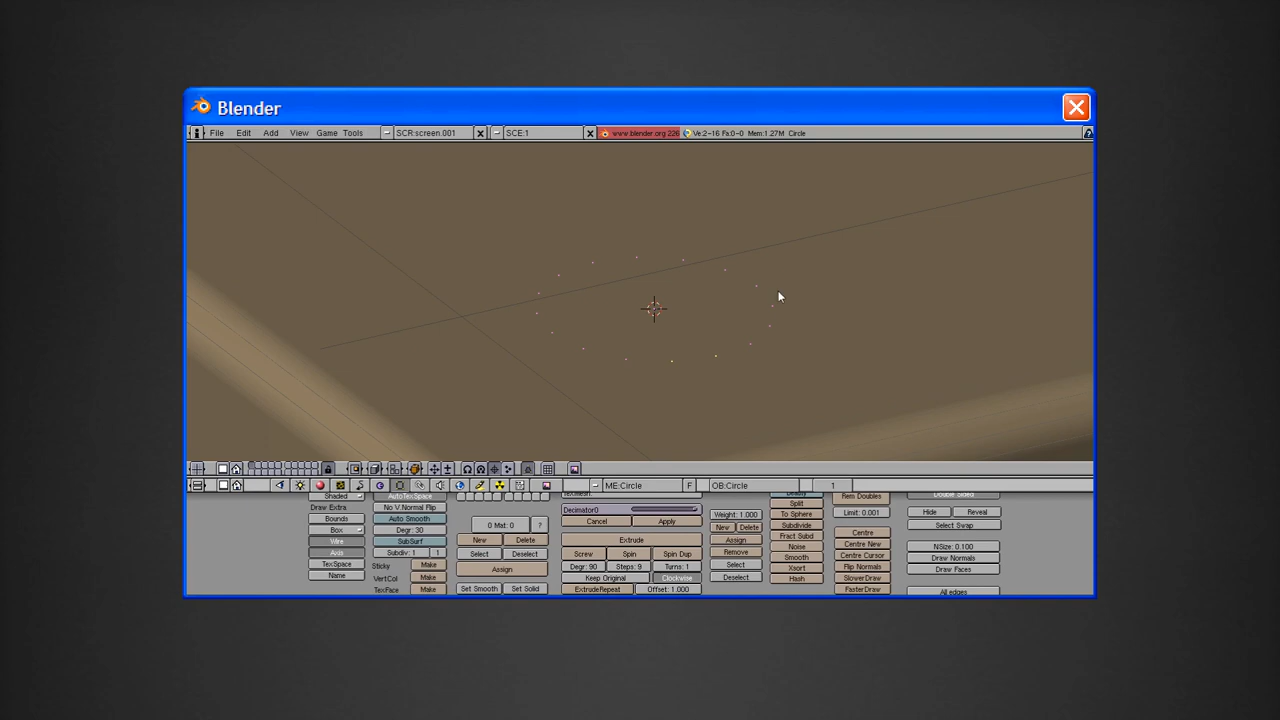 Blender
File Edit Add View Game Tools SCR:screen.001 SCE:1 www.blender.org 226 Ve:2-16 Fa:0-0 Mem:1.27M Circle
ME:Circle F OB:Circle 1
Shaded AutoTexSpace TexMesh: Beauty Rem Doubles Double Sided
Draw Extra No V.Normal Flip Decimator0 Weight: 1.000 Split Limit: 0.001 Hide Reveal
Bounds Auto Smooth 0 Mat: 0 ? Cancel Apply New Delete To Sphere Select Swap
Box Degr: 30 New Delete Extrude Assign Subdivide Centre
Wire SubSurf Select Deselect Screw Spin Spin Dup Remove Fract Subd Centre New NSize: 0.100
Axis Subdiv: 1 1 Assign Degr: 90 Steps: 9 Turns: 1 Select Noise Centre Cursor Draw Normals
TexSpace Sticky Make Keep Original Clockwise Deselect Smooth Flip Normals Draw Faces
Name VertCol Make Set Smooth Set Solid ExtrudeRepeat Offset: 1.000 Xsort SlowerDraw All edges
TexFace Make Hash FasterDraw